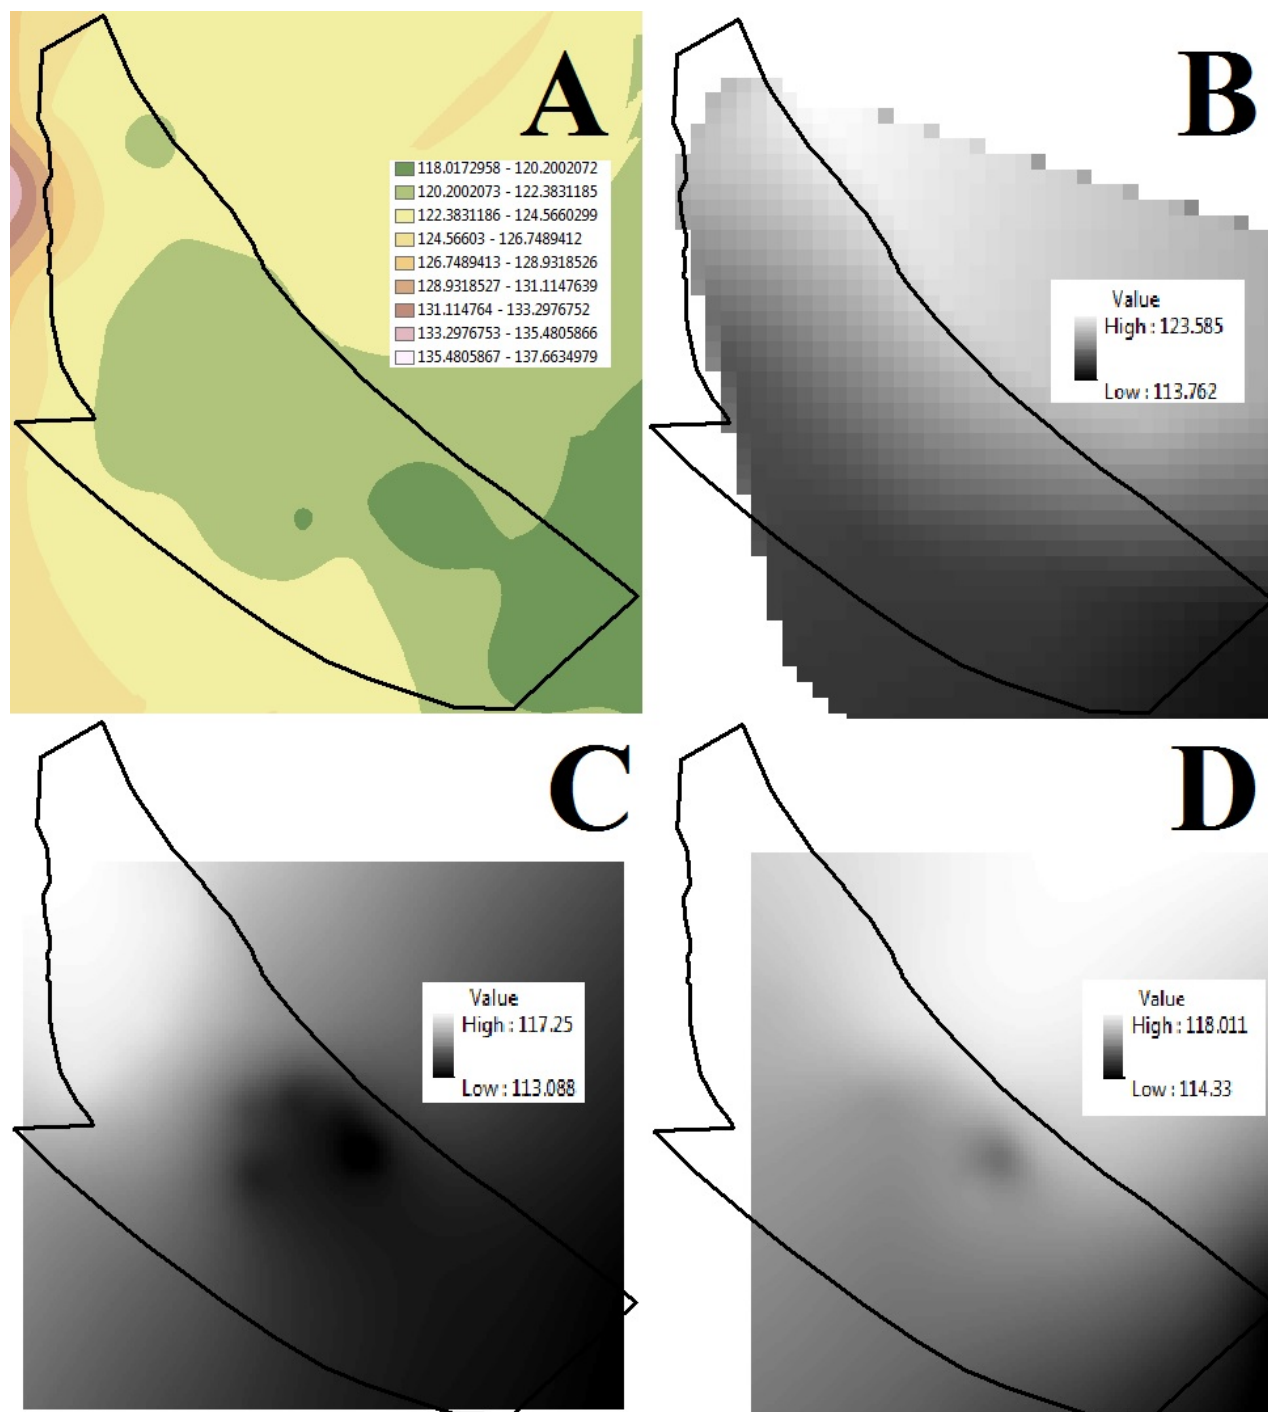 A
118.0172958 - 120.2002072
120.2002073 - 122.3831185
122.3831186 - 124.5660299
124.56603 - 126.7489412
126.7489413 - 128.9318526
128.9318527 - 131.1147639
131.114764 - 133.2976752
133.2976753 - 135.4805866
135.4805867 - 137.6634979
B
Value
High : 123.585
Low : 113.762
C
Value
High : 117.25
Low : 113.088
D
Value
High : 118.011
Low : 114.33